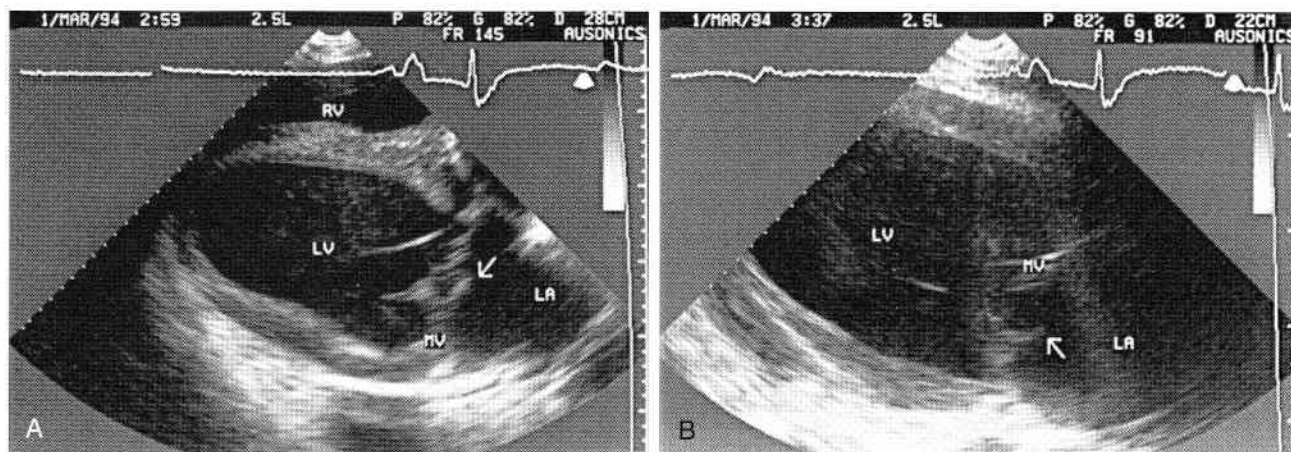 1/MAR/94 2:59 2.5L P 82% G 82% D 28CM
FR 145 AUSONICS
RV
LV
LA
MV
A
1/MAR/94 3:37 2.5L P 82% G 82% D 22CM
FR 91 AUSONICS
LV
MV
LA
B